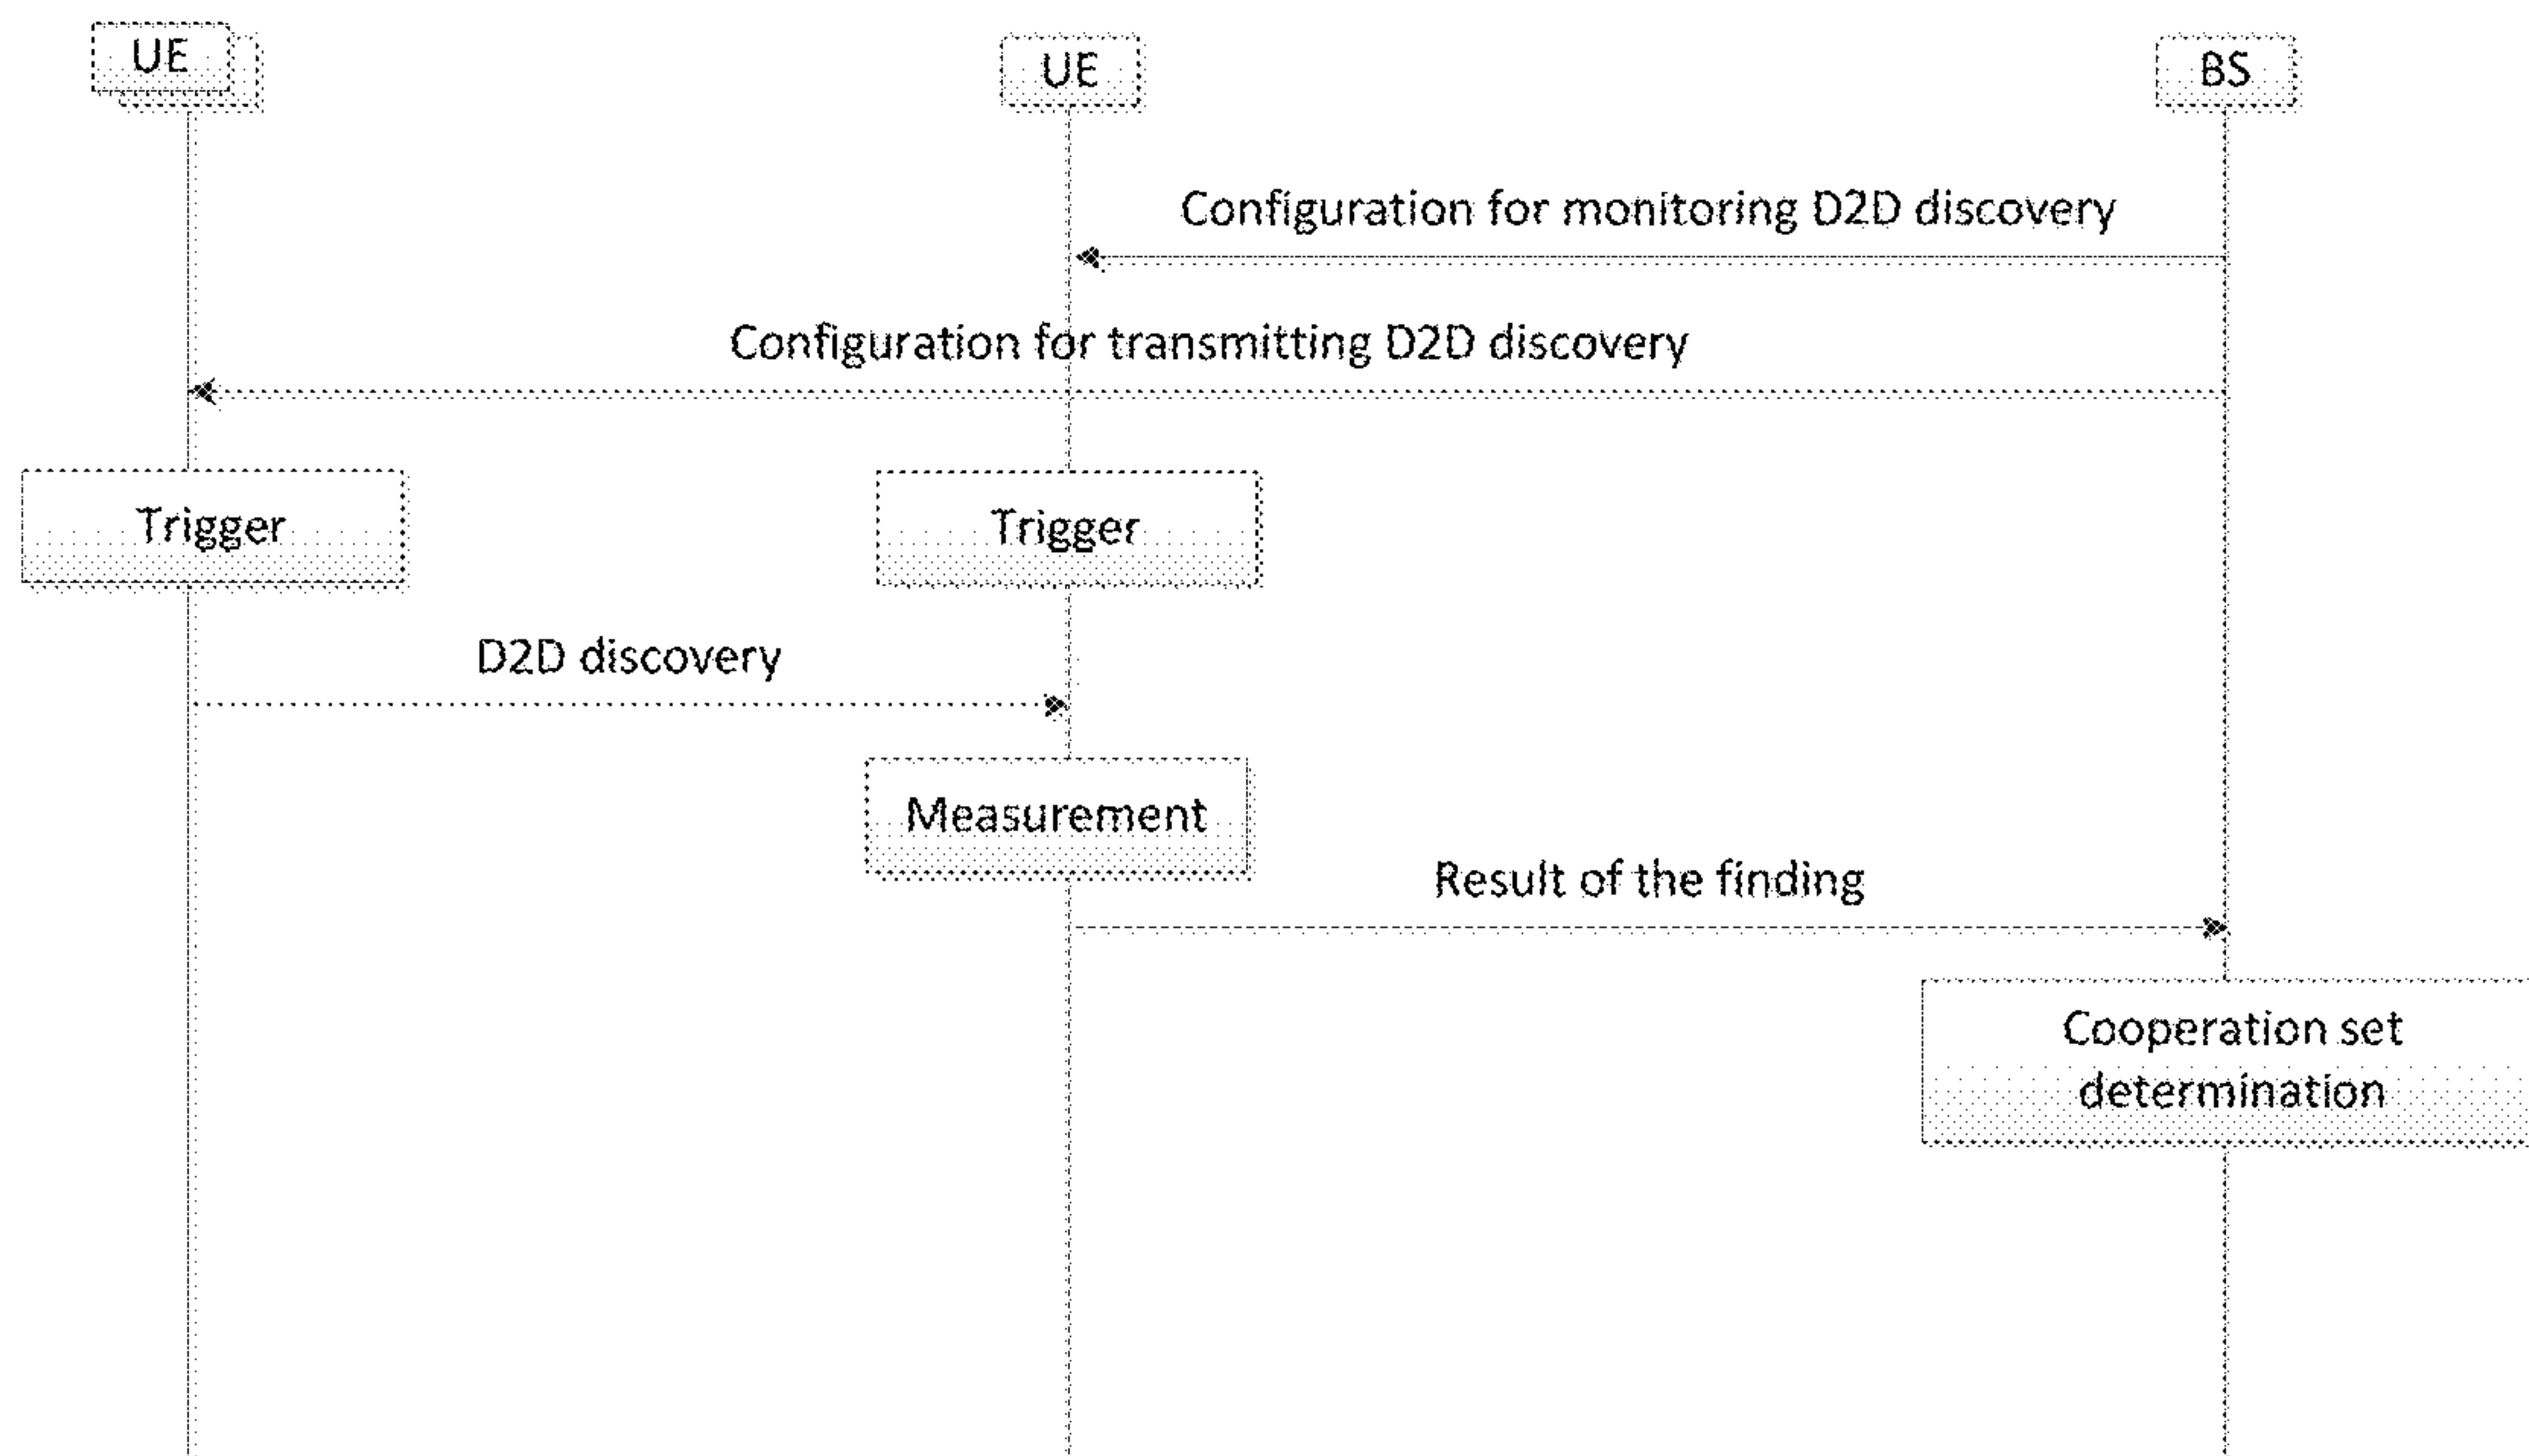 UE
UE
BS
Configuration for monitoring D2D discovery
Configuration for transmitting D2D discovery
Trigger
Trigger
D2D discovery
Measurement
Result of the finding
Cooperation set
determination